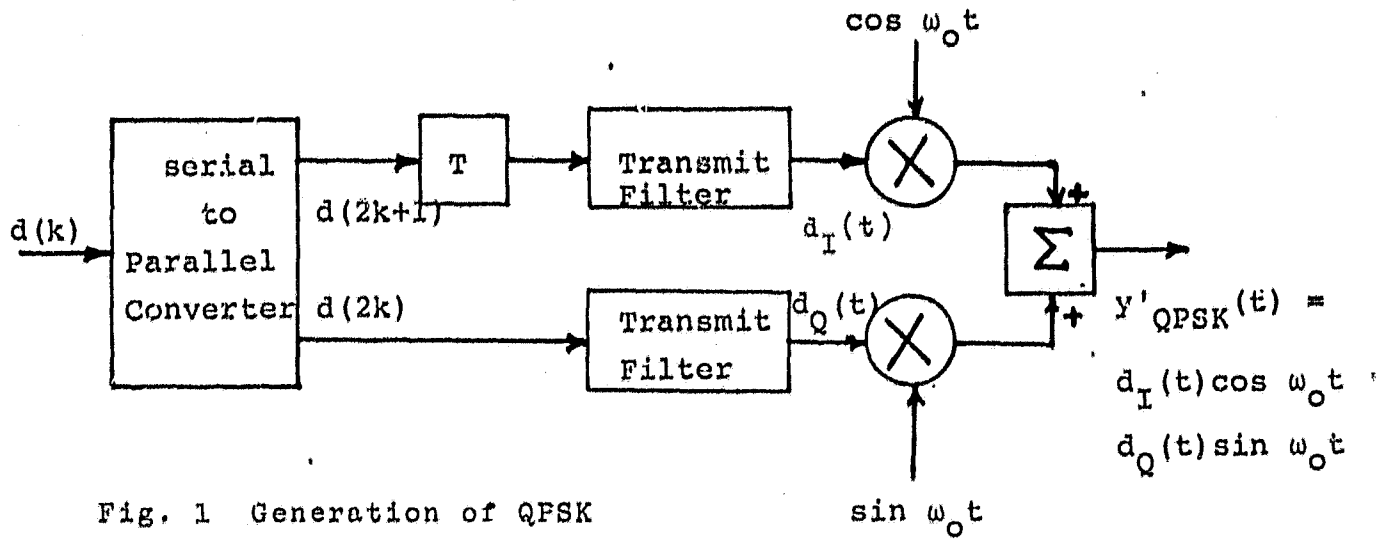 cos ω₀t
serial
to
Parallel
Converter
d(k)
T
d(2k+1)
Transmit
Filter
d_I(t)
+
Σ
d(2k)
Transmit
Filter
d_Q(t)
+
y'_QPSK(t) =
d_I(t)cos ω₀t
d_Q(t)sin ω₀t
sin ω₀t
Fig. 1 Generation of QPSK